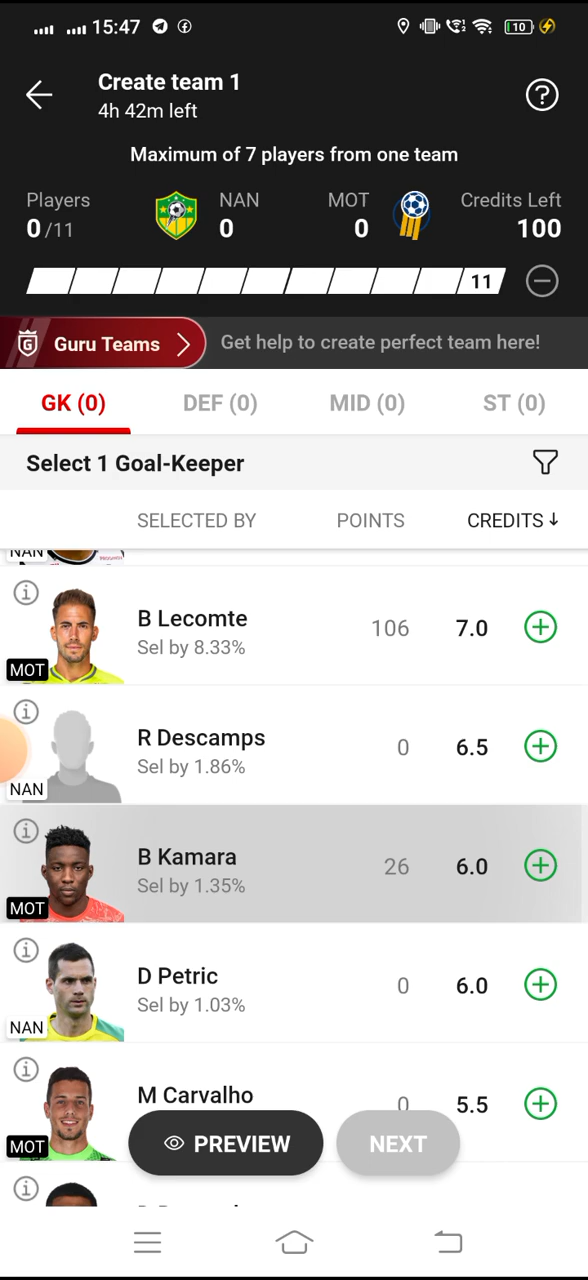 15:47
10
Create team 1
4h 42m left
Maximum of 7 players from one team
Players NAN MOT Credits Left
0/11 0 0 100
11
Guru Teams Get help to create perfect team here!
GK (0) DEF (0) MID (0) ST (0)
Select 1 Goal-Keeper
SELECTED BY POINTS CREDITS↓
NAN
B Lecomte 106 7.0
Sel by 8.33%
MOT
R Descamps 0 6.5
Sel by 1.86%
NAN
B Kamara 26 6.0
Sel by 1.35%
MOT
D Petric 0 6.0
Sel by 1.03%
NAN
M Carvalho 0 5.5
MOT
PREVIEW NEXT